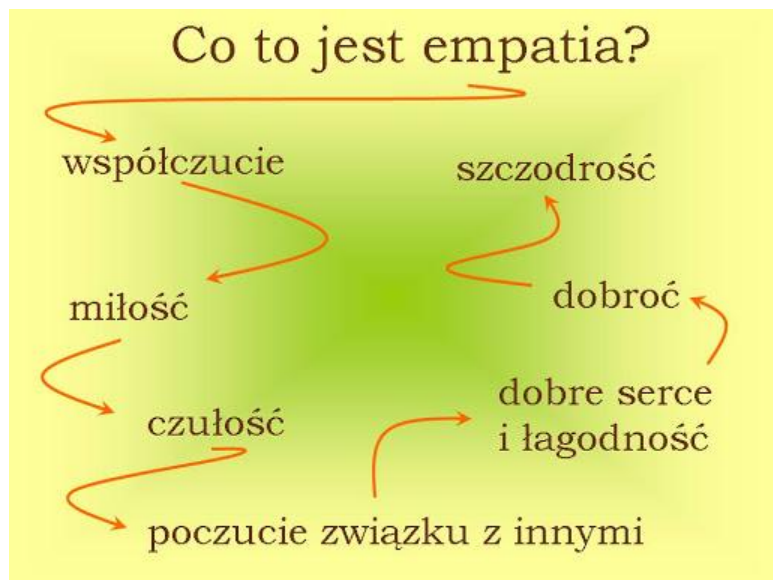 Co to jest empatia?
współczucie
miłość
czułość
poczucie związku z innymi
dobre serce
i łagodność
dobroć
szczodrość